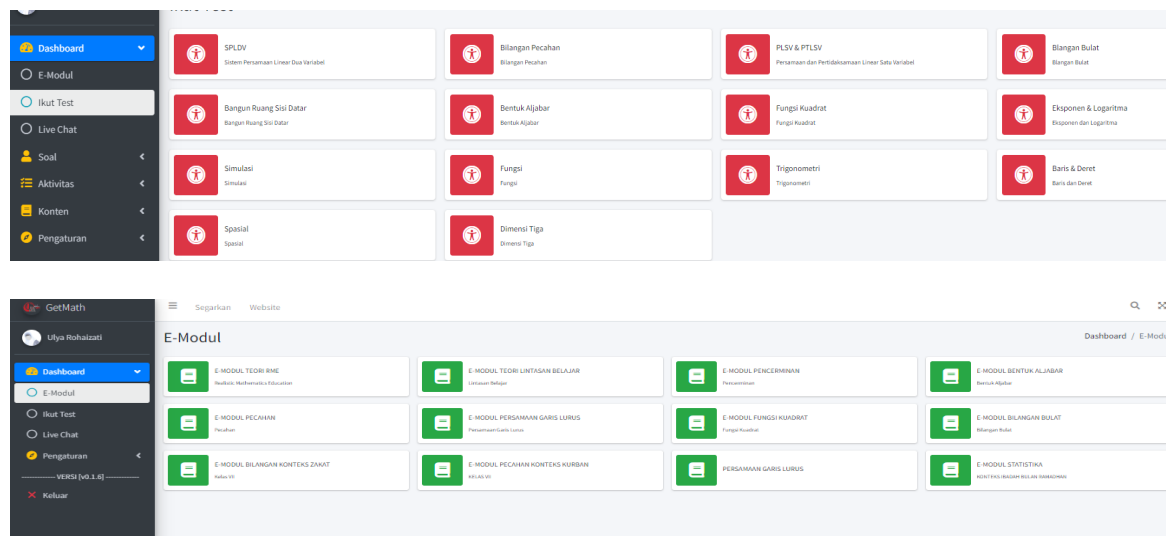 Dashboard
E-Modul
Ikut Test
Live Chat
Soal
Aktivitas
Konten
Pengaturan
SPLDV
Sistem Persamaan Linear Dua Variabel
Bilangan Pecahan
Bilangan Pecahan
PLSV & PTLSV
Persamaan dan Pertidaksamaan Linear Satu Variabel
Blangan Bulat
Blangan Bulat
Bangun Ruang Sisi Datar
Bangun Ruang Sisi Datar
Bentuk Aljabar
Bentuk Aljabar
Fungsi Kuadrat
Fungsi Kuadrat
Eksponen & Logaritma
Eksponen dan Logaritma
Simulasi
Simulasi
Fungsi
Fungsi
Trigonometri
Trigonometri
Baris & Deret
Baris dan Deret
Spasial
Spasial
Dimensi Tiga
Dimensi Tiga
GetMath
Ulya Rohaizati
Dashboard
E-Modul
Ikut Test
Live Chat
Pengaturan
VERSI [v0.1.6]
Keluar
Segarkan Website
E-Modul
Dashboard / E-Modu
E-MODUL TEORI RME
Realistic Mathematics Education
E-MODUL TEORI LINTASAN BELAJAR
Lintasan Belajar
E-MODUL PENCERMINAN
Pencerminan
E-MODUL BENTUK ALJABAR
Bentuk Aljabar
E-MODUL PECAHAN
Pecahan
E-MODUL PERSAMAAN GARIS LURUS
Persamaan Garis Lurus
E-MODUL FUNGSI KUADRAT
Fungsi Kuadrat
E-MODUL BILANGAN BULAT
Bilangan Bulat
E-MODUL BILANGAN KONTEKS ZAKAT
Kelas VII
E-MODUL PECAHAN KONTEKS KURBAN
KELAS VII
PERSAMAAN GARIS LURUS
E-MODUL STATISTIKA
KONTEKS IBADAH BULAN RAMADHAN